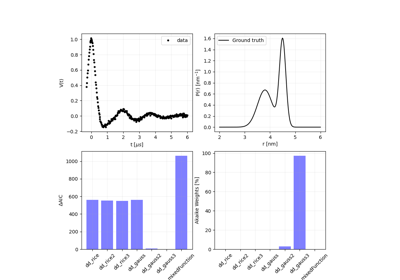 data
Ground truth
V(t)
P(r) [nm⁻¹]
1.0
0.8
0.6
0.4
0.2
0.0
−0.2
1.6
1.4
1.2
1.0
0.8
0.6
0.4
0.2
0.0
0 1 2 3 4 5 6
2 3 4 5 6
t [μs]
r [nm]
ΔAIC
Akaike Weights [%]
1000
800
600
400
200
0
100
80
60
40
20
0
dd_rice
dd_rice2
dd_rice3
dd_gauss
dd_gauss2
dd_gauss3
mixedFunction
dd_rice
dd_rice2
dd_rice3
dd_gauss
dd_gauss2
dd_gauss3
mixedFunction